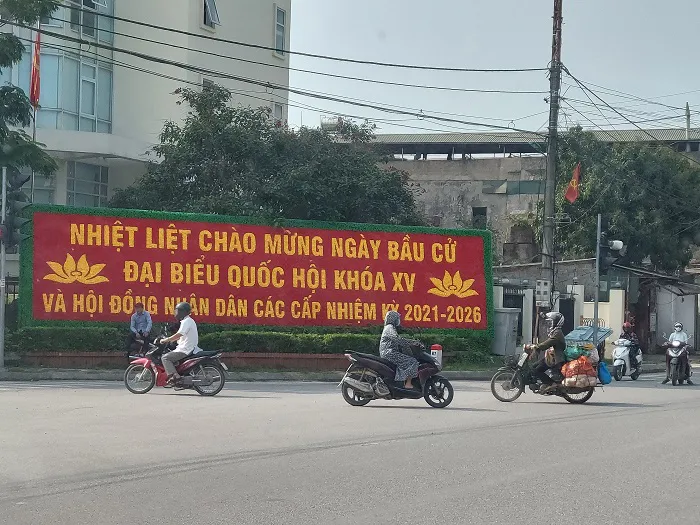 NHIỆT LIỆT CHÀO MỪNG NGÀY BẦU CỬ
ĐẠI BIỂU QUỐC HỘI KHÓA XV
VÀ HỘI ĐỒNG NHÂN DÂN CÁC CẤP NHIỆM KỲ 2021-2026